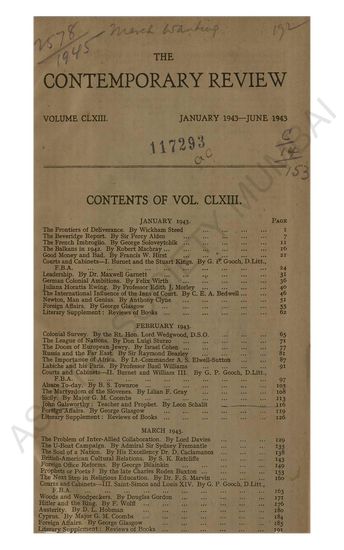 2578/1945
March Wanting
192
THE
CONTEMPORARY REVIEW
VOLUME CLXIII. JANUARY 1943—JUNE 1943
117293
153
CONTENTS OF VOL. CLXIII.
JANUARY 1943. PAGE
The Frontiers of Deliverance. By Wickham Steed ... 1
The Beveridge Report. By Sir Percy Alden ... 7
The French Imbroglio. By George Soloveytchik ... 11
The Balkans in 1942. By Robert Machray ... 16
Good Money and Bad. By Francis W. Hirst ... 21
Courts and Cabinets—I. Burnet and the Stuart Kings. By G. P. Gooch, D.Litt.,
F.B.A. ... 24
Leadership. By Dr. Maxwell Garnett ... 31
German Colonial Ambitions. By Felix Wirth ... 36
Juliana Horatia Ewing. By Professor Edith J. Morley ... 40
The International Influence of the Inns of Court. By C. E. A. Bedwell ... 47
Newton, Man and Genius. By Anthony Clyne ... 51
Foreign Affairs. By George Glasgow ... 55
Literary Supplement: Reviews of Books ... 62
FEBRUARY 1943.
Colonial Survey. By the Rt. Hon. Lord Wedgwood, D.S.O. ... 65
The League of Nations. By Don Luigi Sturzo ... 71
The Doom of European Jewry. By Israel Cohen ... 77
Russia and the Far East. By Sir Raymond Beazley ... 81
The Importance of Africa. By Lt.-Commander A. S. Elwell-Sutton ... 87
Labiche and his Paris. By Professor Basil Williams ... 91
Courts and Cabinets—II. Burnet and William III. By G. P. Gooch, D.Litt.,
F.B.A. ... 97
Alsace To-day. By B. S. Townroe ... 103
The Martyrdom of the Slovenes. By Lilian F. Gray ... 108
Sicily. By Major G. M. Coombs ... 113
John Galsworthy: Teacher and Prophet. By Leon Schalit ... 116
Foreign Affairs. By George Glasgow ... 119
Literary Supplement: Reviews of Books ... 126
MARCH 1943.
The Problem of Inter-Allied Collaboration. By Lord Davies ... 129
The U-Boat Campaign. By Admiral Sir Sydney Fremantle ... 135
The Soul of a Nation. By His Excellency Dr. D. Caclamanos ... 138
British-American Cultural Relations. By S. K. Ratcliffe ... 143
Foreign Office Reforms. By George Bilainkin ... 149
Prophets or Poets? By the late Charles Roden Buxton ... 155
The Next Step in Religious Education. By Dr. F. S. Marvin ... 160
Courts and Cabinets—III. Saint-Simon and Louis XIV. By G. P. Gooch, D.Litt.,
F.B.A. ... 165
Woods and Woodpeckers. By Douglas Gordon ... 171
Hitler and the Ring. By F. Wolff ... 176
Austerity. By D. L. Hobman ... 180
Cyprus. By Major G. M. Coombs ... 184
Foreign Affairs. By George Glasgow ... 185
Literary Supplement: Reviews of Books ... 191